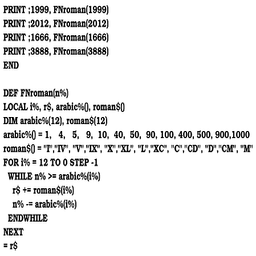 PRINT ;1999, FNroman(1999)
PRINT ;2012, FNroman(2012)
PRINT ;1666, FNroman(1666)
PRINT ;3888, FNroman(3888)
END
DEF FNroman(n%)
LOCAL i%, r$, arabic%(), roman$()
DIM arabic%(12), roman$(12)
arabic%() = 1, 4, 5, 9, 10, 40, 50, 90, 100, 400, 500, 900,1000
roman$() = "I","IV", "V","IX", "X","XL", "L","XC", "C","CD", "D","CM", "M"
FOR i% = 12 TO 0 STEP -1
WHILE n% >= arabic%(i%)
r$ += roman$(i%)
n% -= arabic%(i%)
ENDWHILE
NEXT
= r$